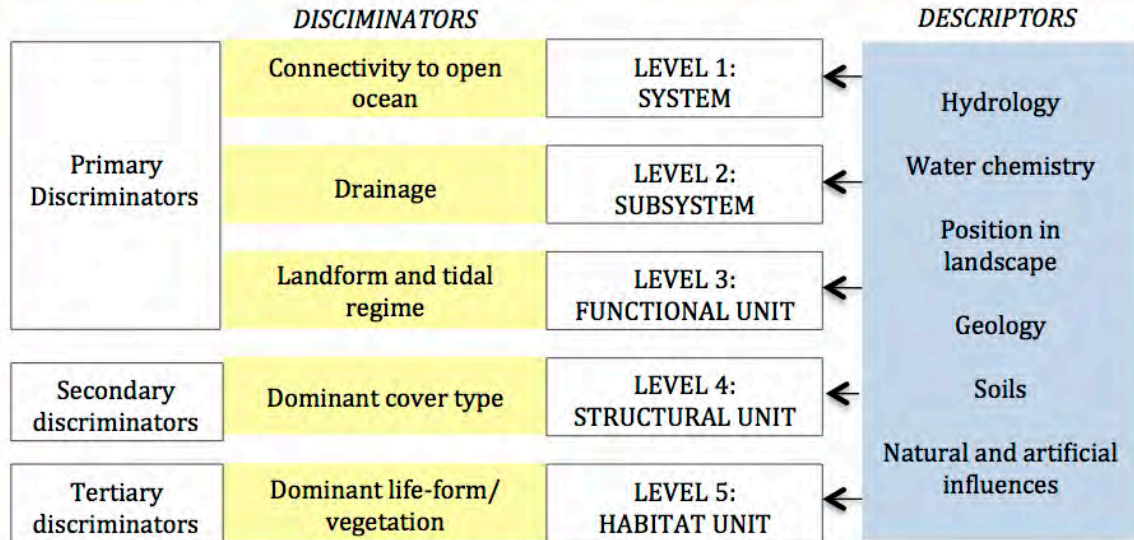 DISCIMINATORS
DESCRIPTORS
Primary
Discriminators
Connectivity to open
ocean
LEVEL 1:
SYSTEM
Drainage
LEVEL 2:
SUBSYSTEM
Landform and tidal
regime
LEVEL 3:
FUNCTIONAL UNIT
Secondary
discriminators
Dominant cover type
LEVEL 4:
STRUCTURAL UNIT
Tertiary
discriminators
Dominant life-form/
vegetation
LEVEL 5:
HABITAT UNIT
Hydrology
Water chemistry
Position in
landscape
Geology
Soils
Natural and artificial
influences